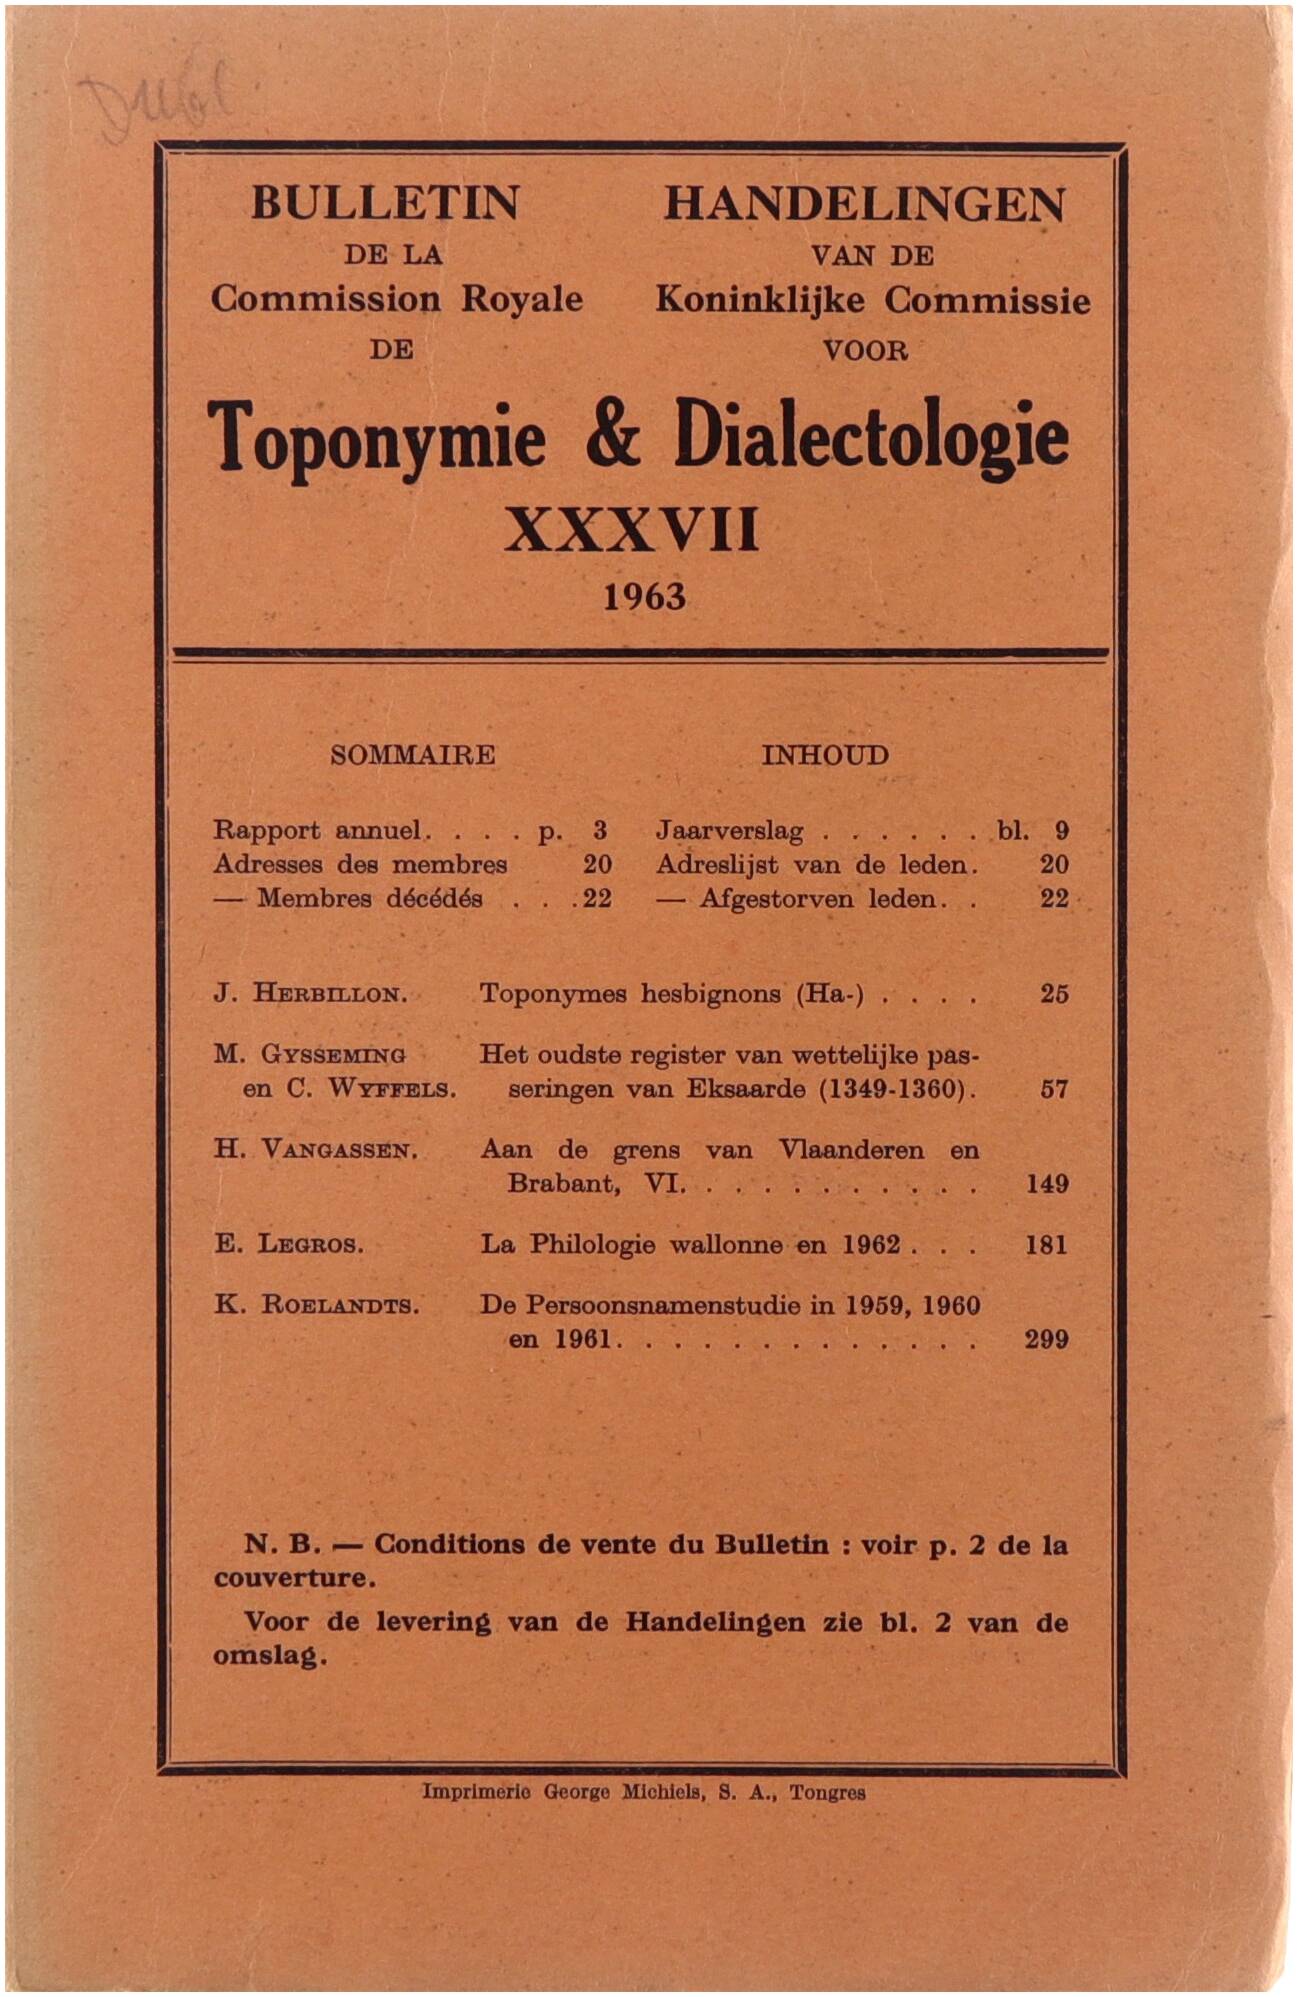 BULLETIN
DE LA
Commission Royale
DE
HANDELINGEN
VAN DE
Koninklijke Commissie
VOOR
Toponymie & Dialectologie
XXXVII
1963
SOMMAIRE
Rapport annuel. . . . p. 3
Adresses des membres 20
— Membres décédés . . . 22
INHOUD
Jaarverslag . . . . . . bl. 9
Adreslijst van de leden. 20
— Afgestorven leden. . 22
J. HERBILLON. Toponymes hesbignons (Ha-) . . . . 25
M. GYSSEMING Het oudste register van wettelijke pas-
en C. WYFFELS. seringen van Eksaarde (1349-1360). 57
H. VANGASSEN. Aan de grens van Vlaanderen en
Brabant, VI. . . . . . . . . . . 149
E. LEGROS. La Philologie wallonne en 1962 . . . 181
K. ROELANDTS. De Persoonsnamenstudie in 1959, 1960
en 1961. . . . . . . . . . . . . 299
N. B. — Conditions de vente du Bulletin : voir p. 2 de la
couverture.
Voor de levering van de Handelingen zie bl. 2 van de
omslag.
Imprimerie George Michiels, S. A., Tongres